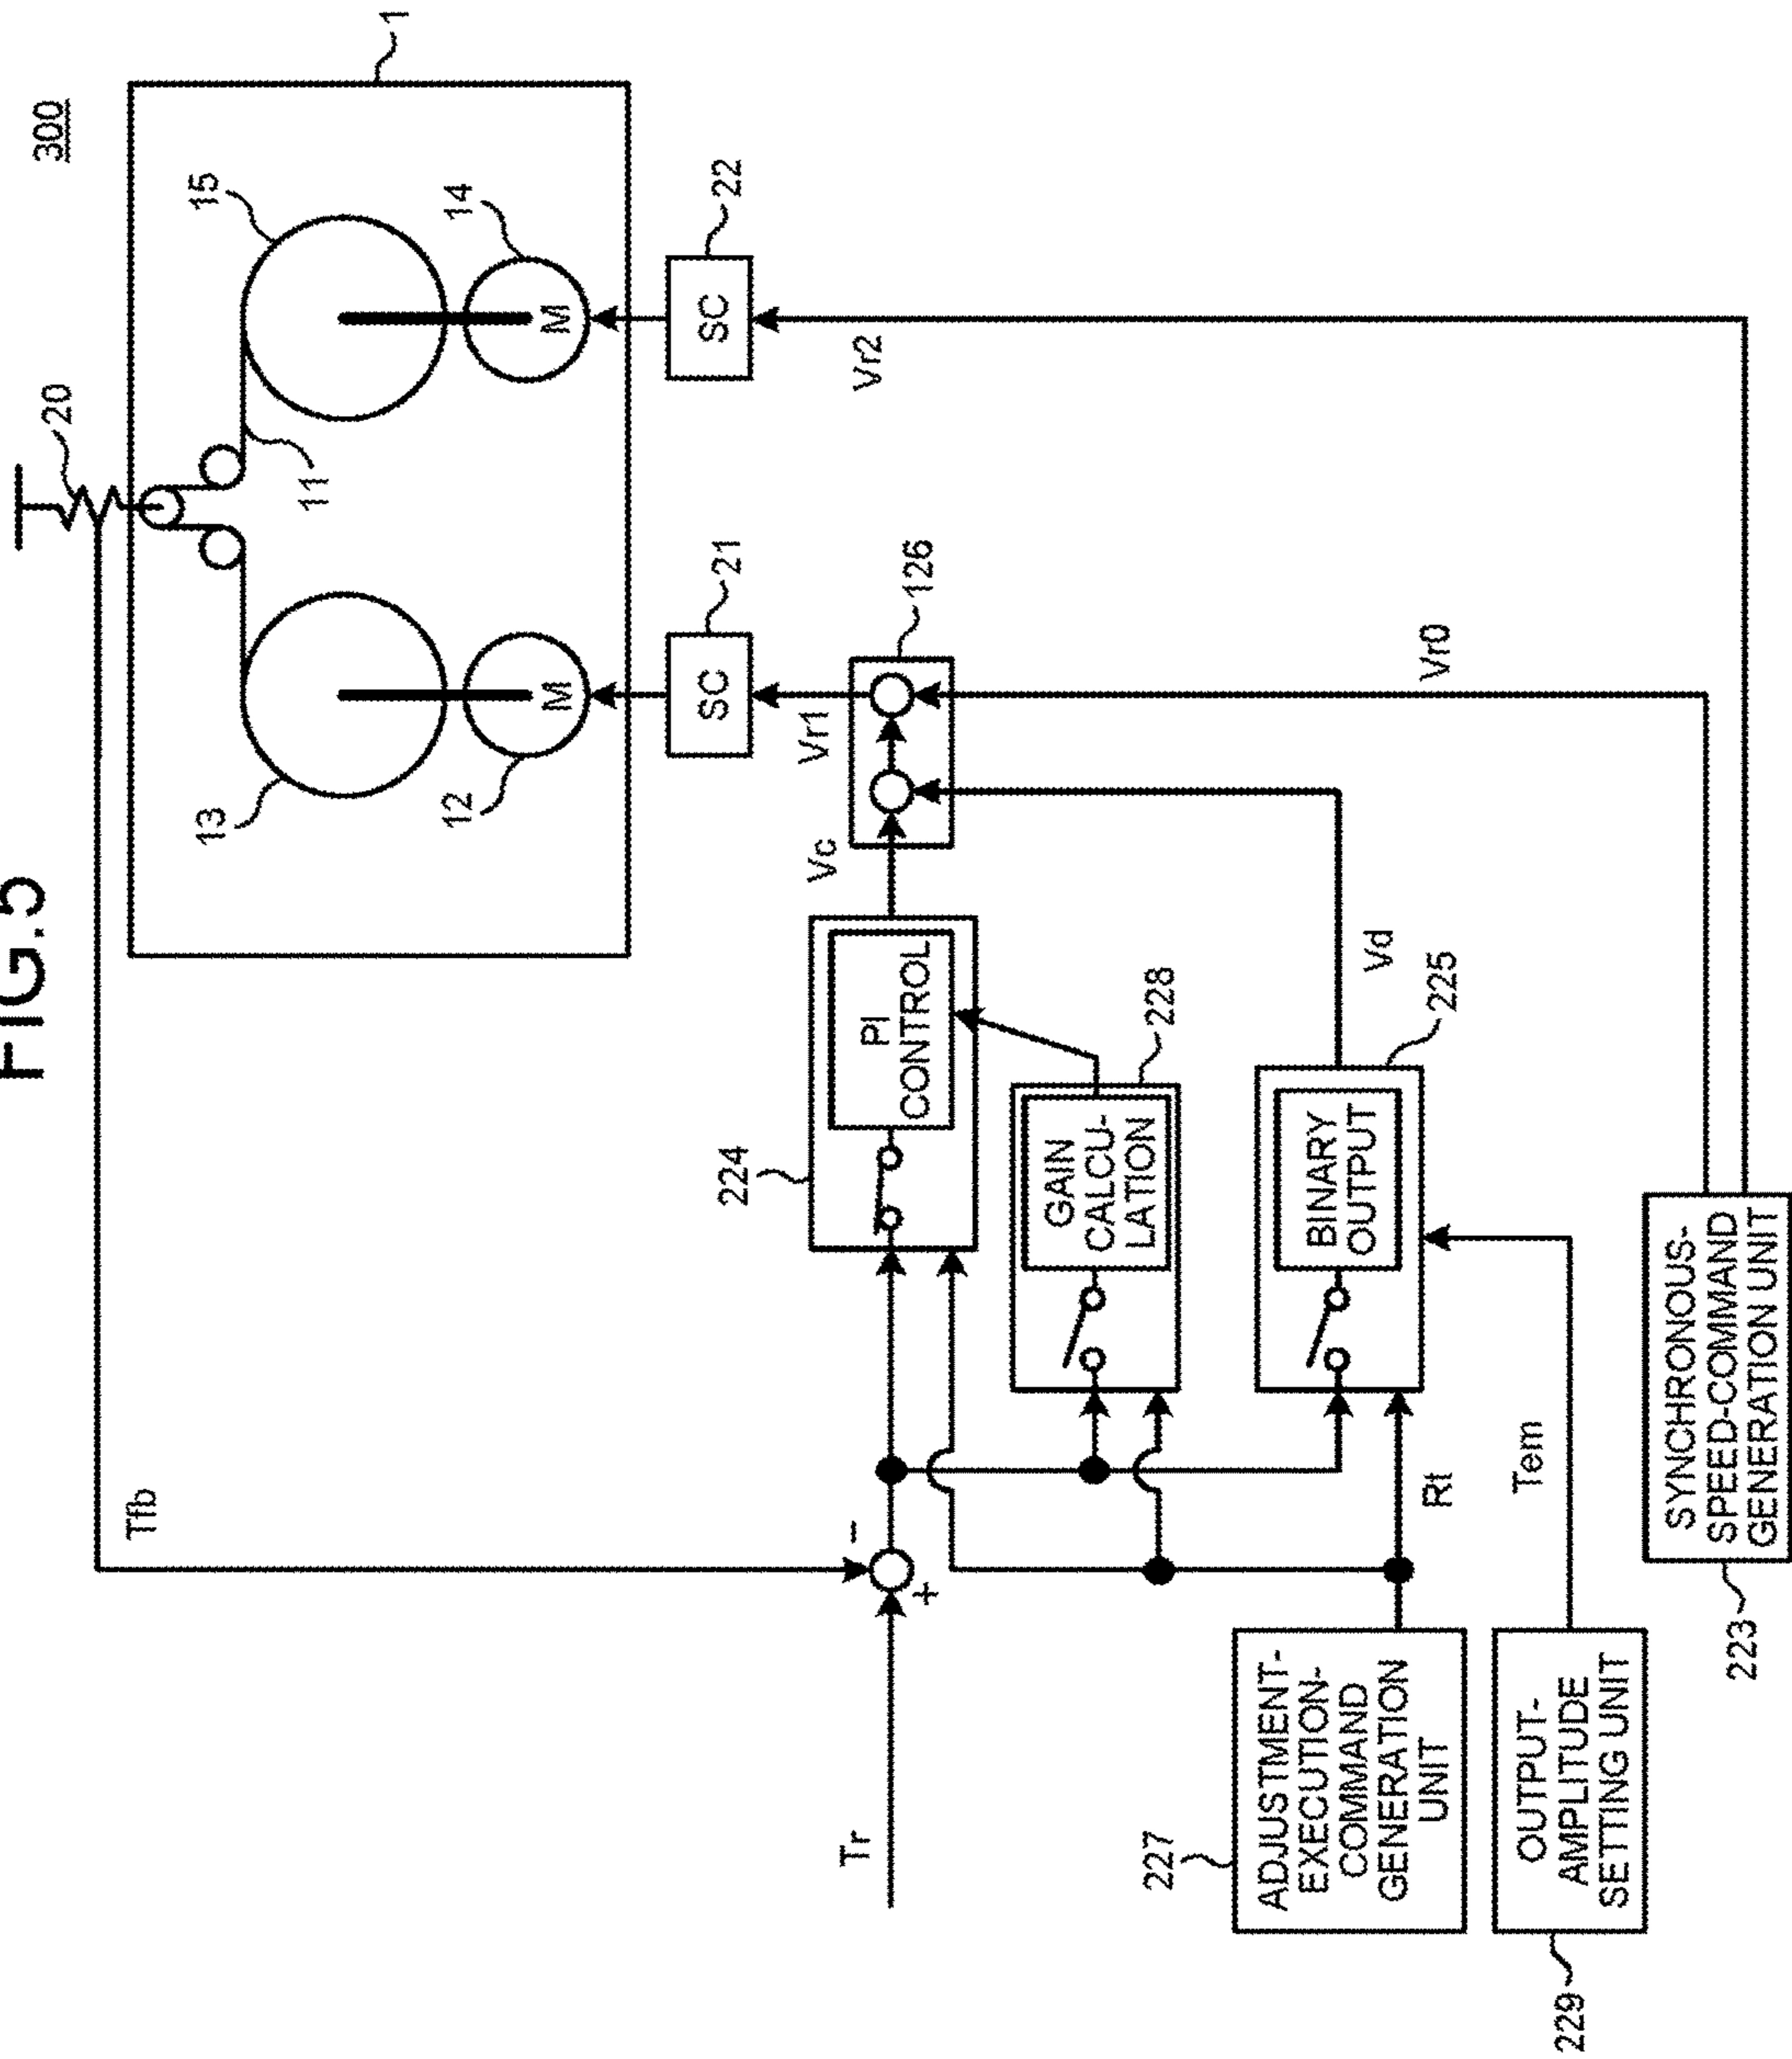 FIG.5
300
1
20
15
14
11
13
12
22
SC
21
SC
M
M
126
Vr1
Vr2
Vc
Vr0
Vd
Tfb
Tr
+
−
224
PI
CONTROL
228
GAIN
CALCU-
LATION
225
BINARY
OUTPUT
Rt
Tem
227
ADJUSTMENT-
EXECUTION-
COMMAND
GENERATION
UNIT
229
OUTPUT-
AMPLITUDE
SETTING UNIT
223
SYNCHRONOUS-
SPEED-COMMAND
GENERATION UNIT